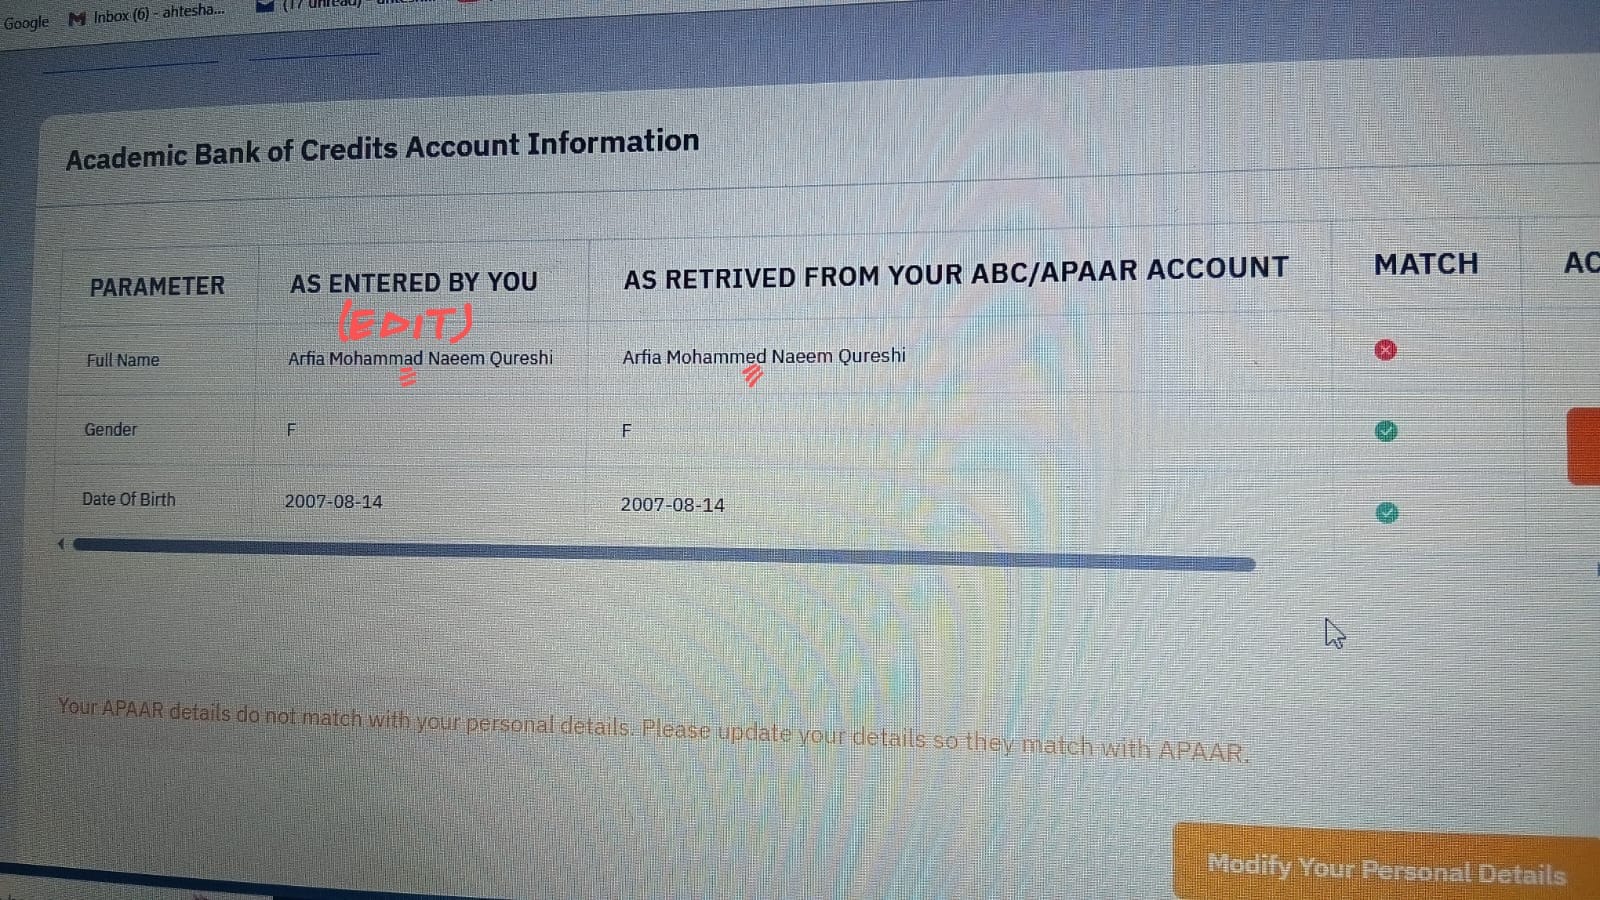 Google Inbox (6) - ahtesha... (17 unread)
Academic Bank of Credits Account Information
PARAMETER AS ENTERED BY YOU AS RETRIVED FROM YOUR ABC/APAAR ACCOUNT MATCH AC
(EDIT)
Full Name Arfia Mohammad Naeem Qureshi Arfia Mohammed Naeem Qureshi
Gender F F
Date Of Birth 2007-08-14 2007-08-14
Your APAAR details do not match with your personal details. Please update your details so they match with APAAR.
Modify Your Personal Details